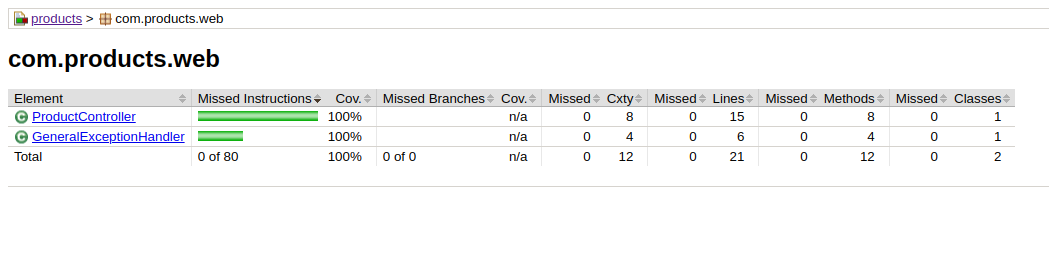 products > com.products.web
com.products.web
Element Missed Instructions Cov. Missed Branches Cov. Missed Cxty Missed Lines Missed Methods Missed Classes
C ProductController 100% n/a 0 8 0 15 0 8 0 1
C GeneralExceptionHandler 100% n/a 0 4 0 6 0 4 0 1
Total 0 of 80 100% 0 of 0 n/a 0 12 0 21 0 12 0 2